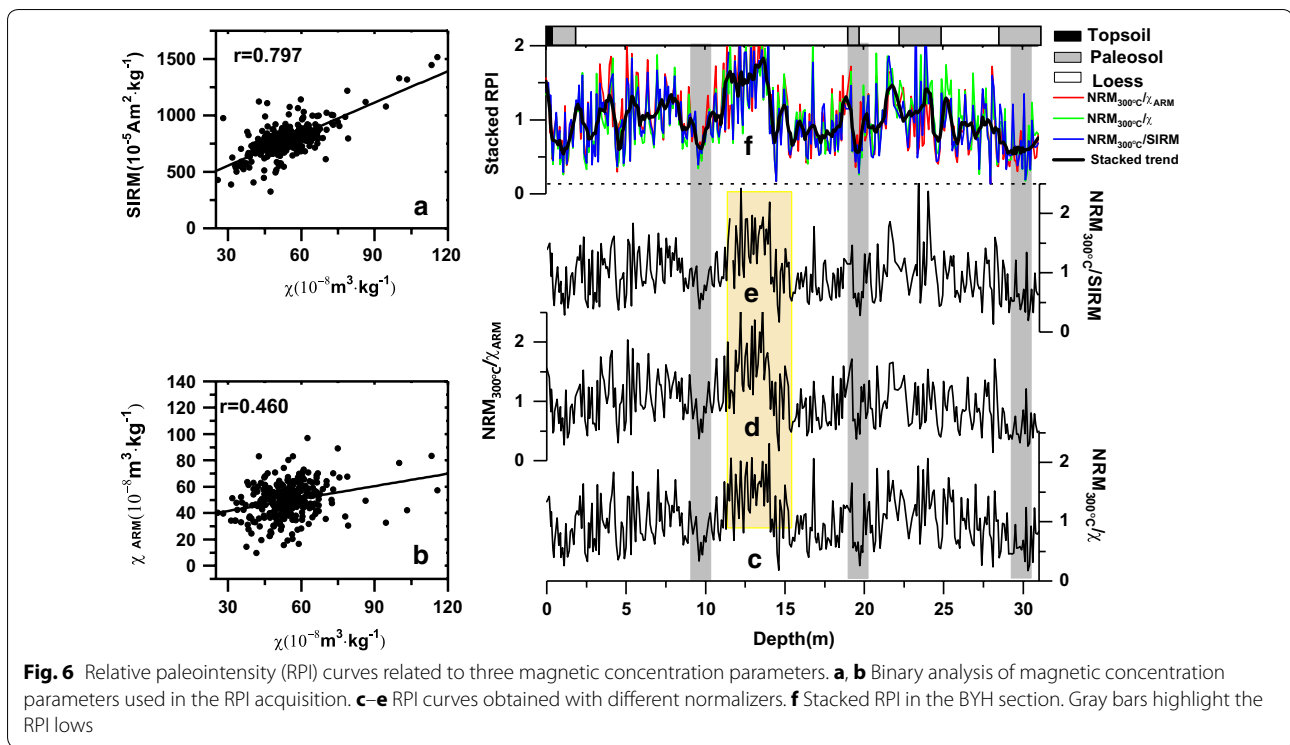 r=0.797
1500
1000
500
0
SIRM(10⁻⁵Am²·kg⁻¹)
a
30 60 90 120
χ(10⁻⁸m³·kg⁻¹)
r=0.460
140
120
100
80
60
40
20
0
χ ARM(10⁻⁸m³·kg⁻¹)
b
30 60 90 120
χ(10⁻⁸m³·kg⁻¹)
2
1
0
Stacked RPI
f
Topsoil
Paleosol
Loess
NRM₃₀₀°C/χARM
NRM₃₀₀°C/χ
NRM₃₀₀°C/SIRM
Stacked trend
2
1
0
NRM₃₀₀°C/SIRM
e
2
1
0
NRM₃₀₀°C/χARM
d
2
1
0
NRM₃₀₀°C/χ
c
0 5 10 15 20 25 30
Depth(m)
Fig. 6 Relative paleointensity (RPI) curves related to three magnetic concentration parameters. a, b Binary analysis of magnetic concentration
parameters used in the RPI acquisition. c–e RPI curves obtained with different normalizers. f Stacked RPI in the BYH section. Gray bars highlight the
RPI lows